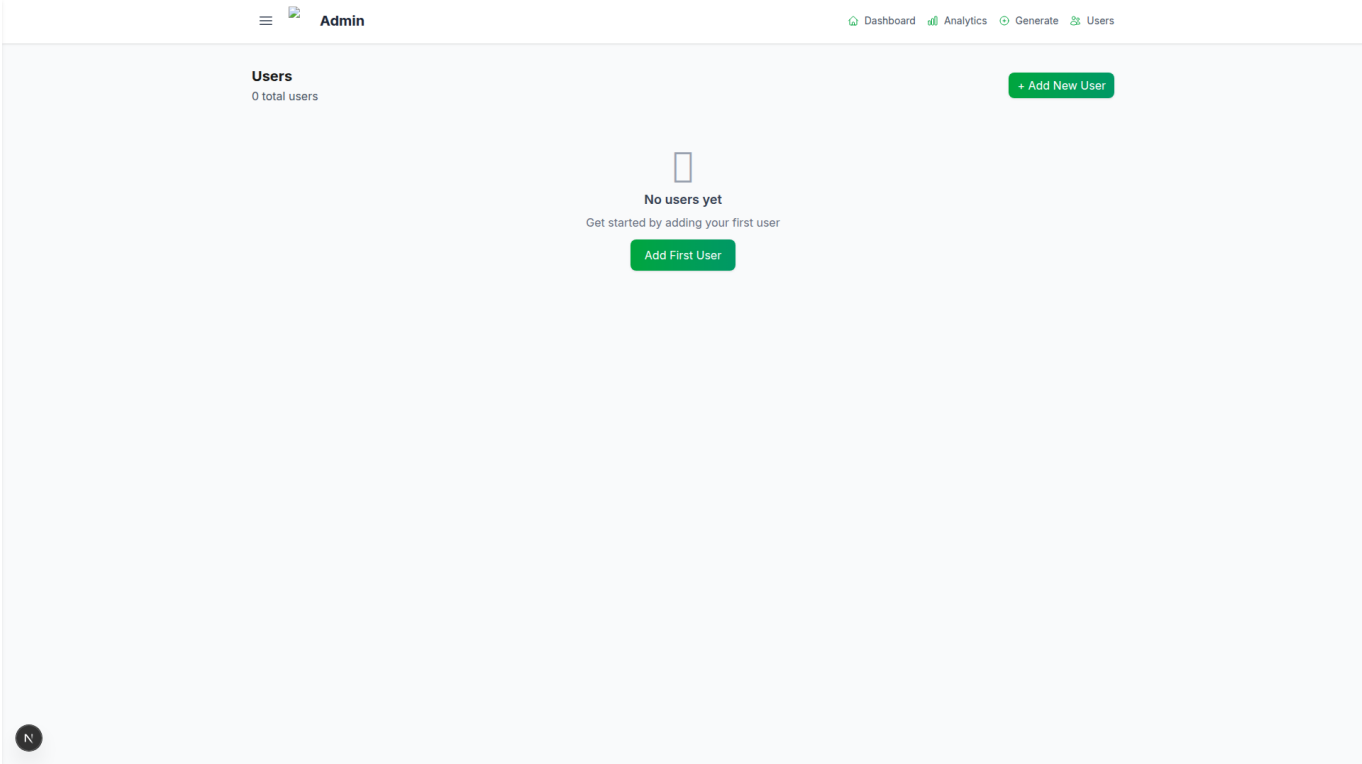 Admin
Dashboard
Analytics
Generate
Users
Users
0 total users
+ Add New User
No users yet
Get started by adding your first user
Add First User
N